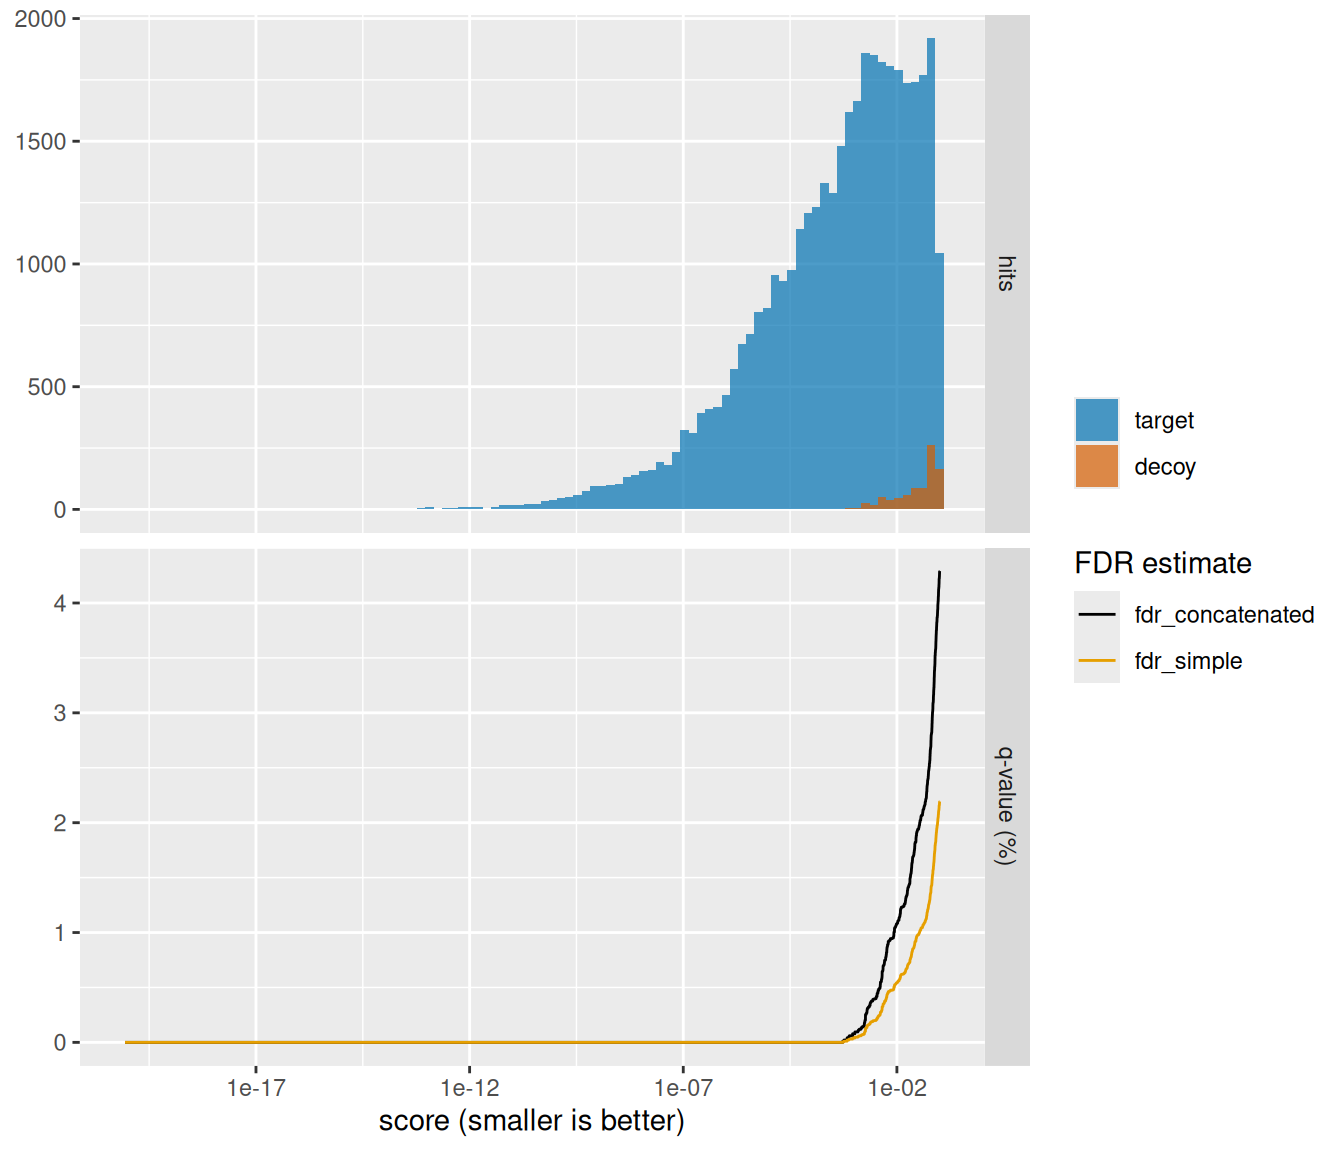 2000
1500
1000
500
0
hits
4
3
2
1
0
q-value (%)
1e-17 1e-12 1e-07 1e-02
score (smaller is better)
target
decoy
FDR estimate
fdr_concatenated
fdr_simple